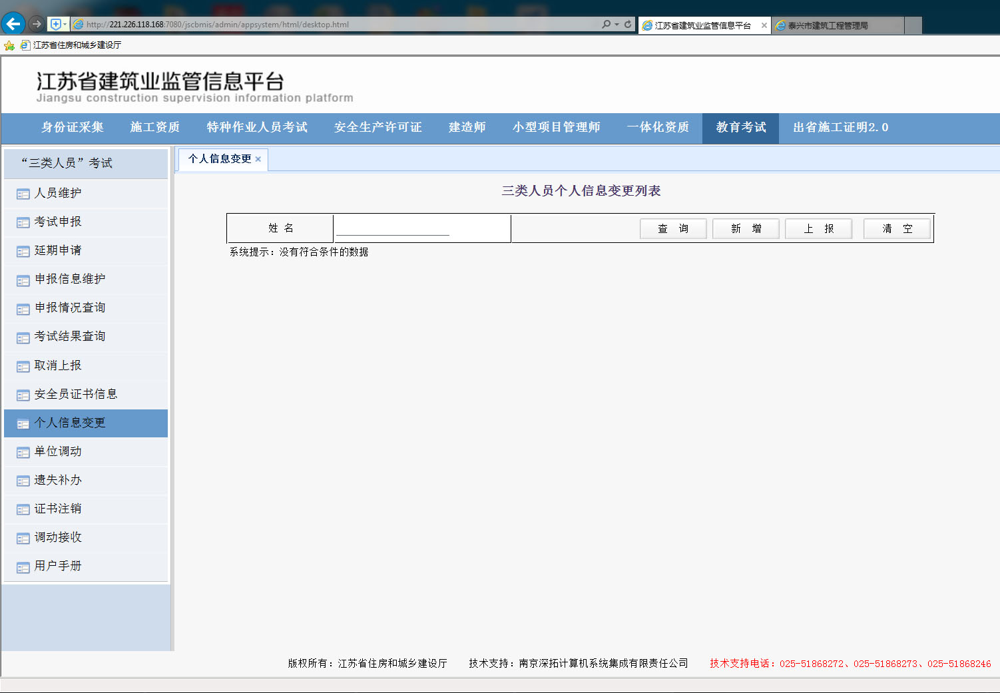 http://221.226.118.168:7080/jscbmis/admin/appsystem/html/desktop.html
江苏省建筑业监管信息平台
泰兴市建筑工程管理局
江苏省住房和城乡建设厅
江苏省建筑业监管信息平台
Jiangsu construction supervision information platform
身份证采集 施工资质 特种作业人员考试 安全生产许可证 建造师 小型项目管理师 一体化资质 教育考试 出省施工证明2.0
“三类人员”考试
人员维护
考试申报
延期申请
申报信息维护
申报情况查询
考试结果查询
取消上报
安全员证书信息
个人信息变更
单位调动
遗失补办
证书注销
调动接收
用户手册
个人信息变更
三类人员个人信息变更列表
姓 名 查 询 新 增 上 报 清 空
系统提示：没有符合条件的数据
版权所有：江苏省住房和城乡建设厅 技术支持：南京深拓计算机系统集成有限责任公司 技术支持电话：025-51868272、025-51868273、025-51868246